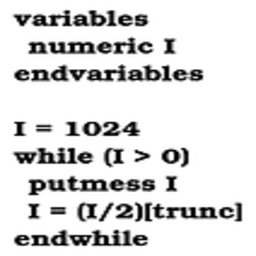 variables
numeric I
endvariables
I = 1024
while (I > 0)
putmess I
I = (I/2)[trunc]
endwhile